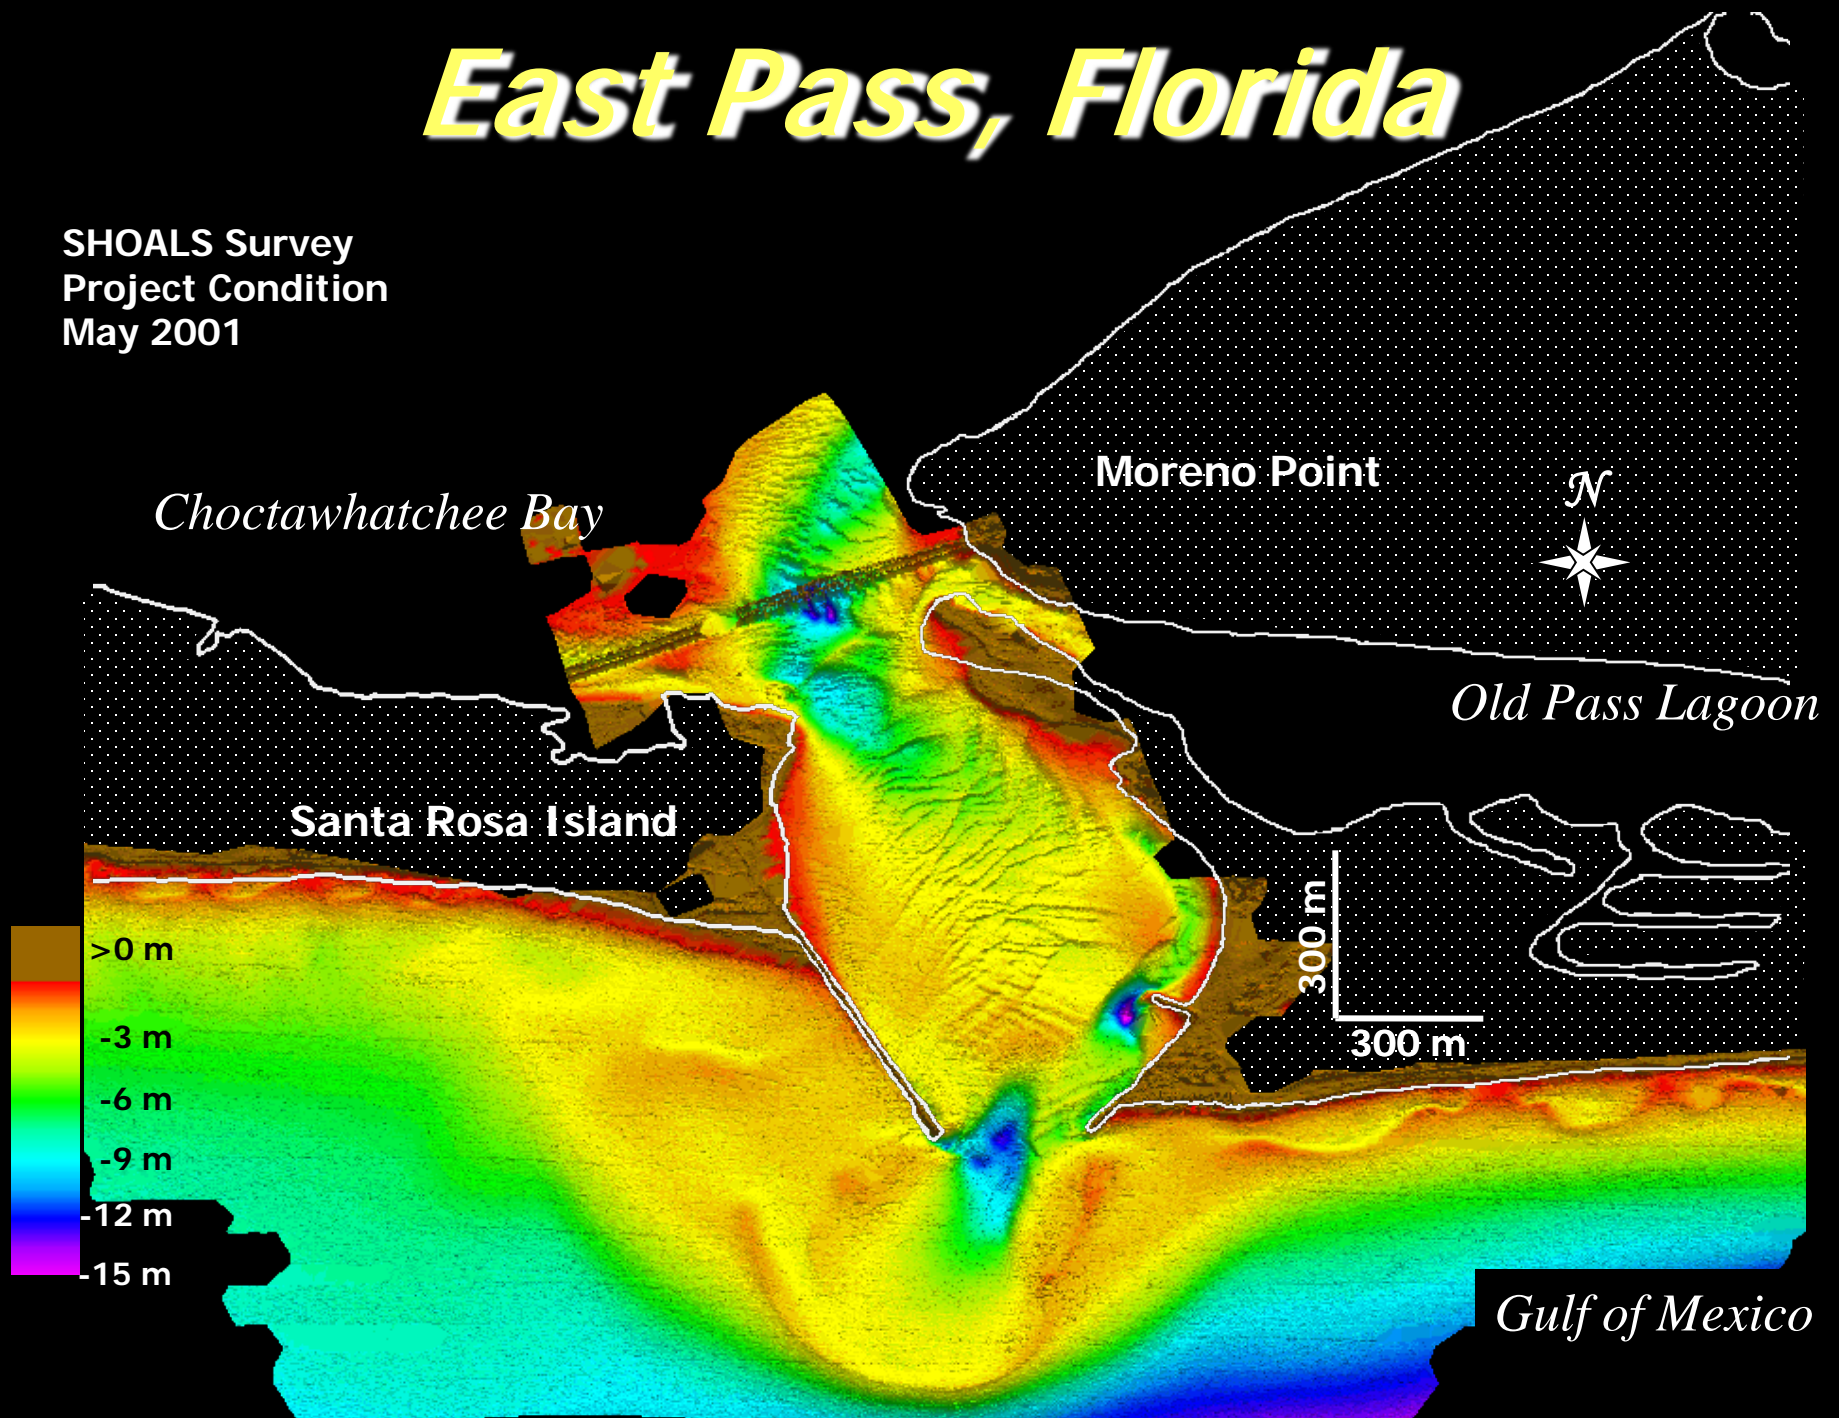 East Pass, Florida
SHOALS Survey
Project Condition
May 2001
Moreno Point
N
Choctawhatchee Bay
Old Pass Lagoon
Santa Rosa Island
300 m
300 m
>0 m
-3 m
-6 m
-9 m
-12 m
-15 m
Gulf of Mexico